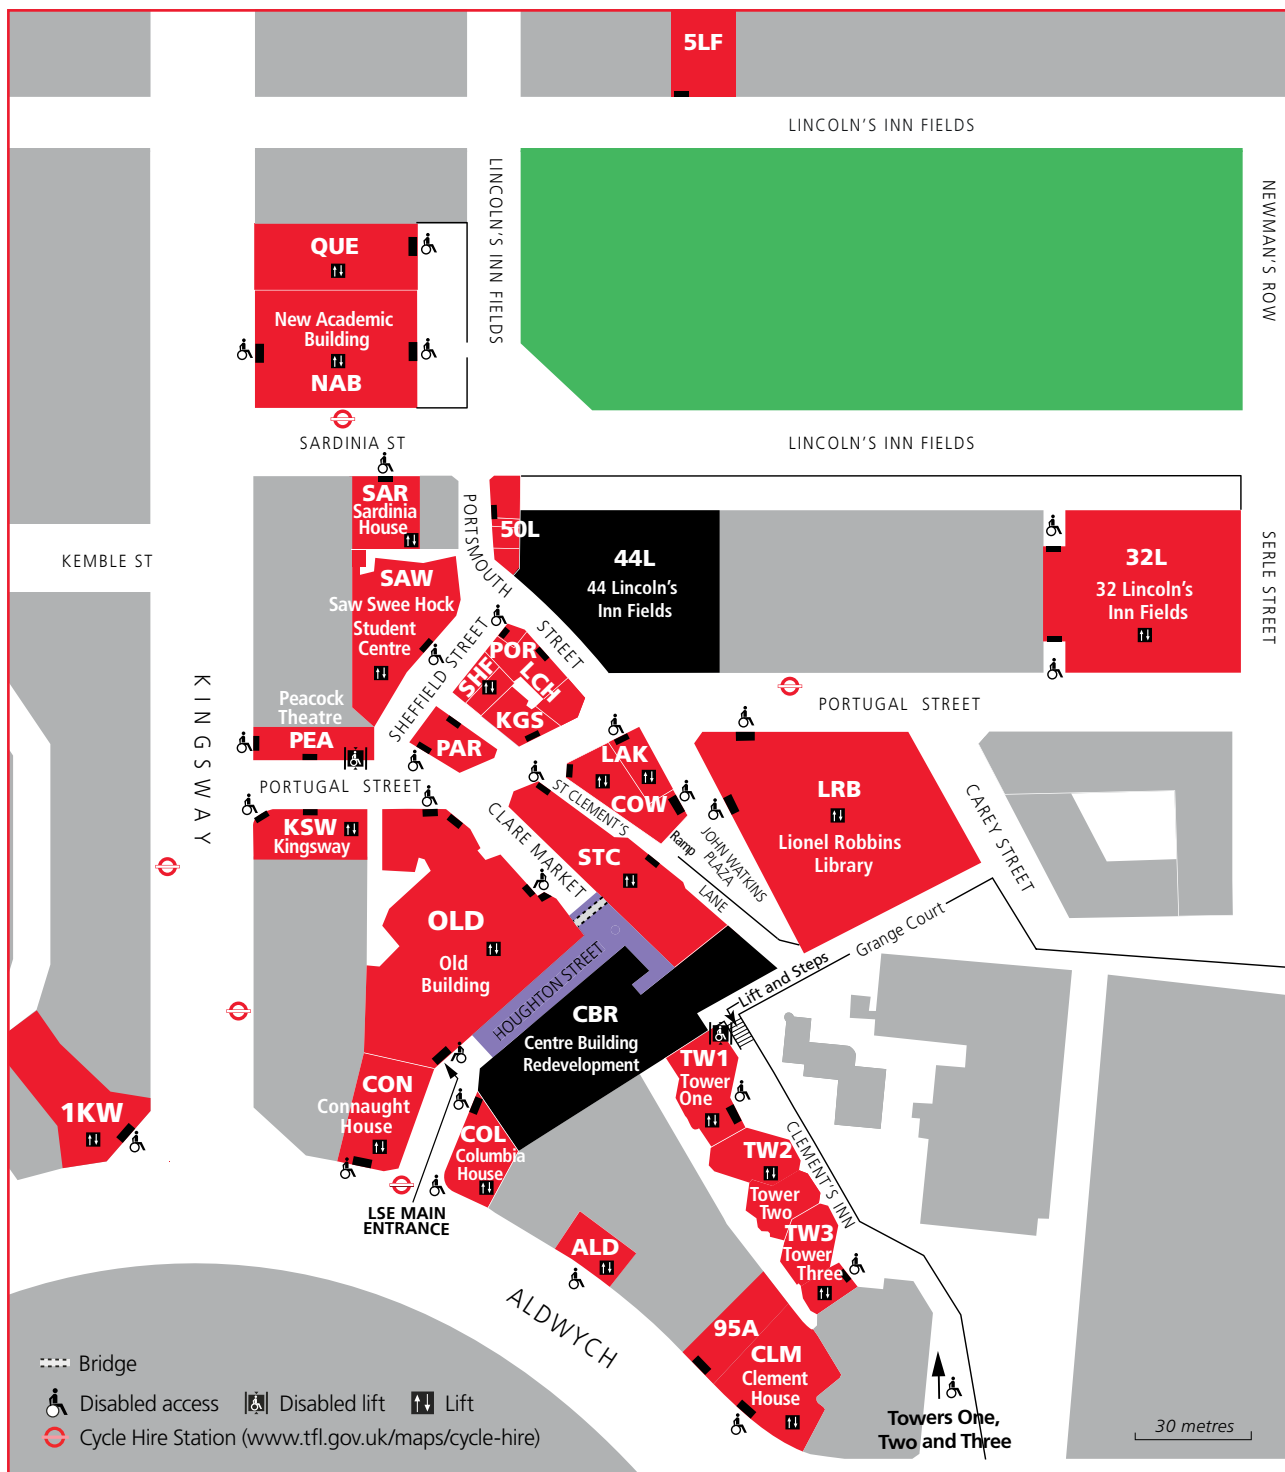 5LF
LINCOLN'S INN FIELDS
LINCOLN'S INN FIELDS
NEWMAN'S ROW
QUE
New Academic
Building
NAB
SARDINIA ST
LINCOLN'S INN FIELDS
SAR
Sardinia
House
PORTSMOUTH
STREET
50L
44L
44 Lincoln's
Inn Fields
32L
32 Lincoln's
Inn Fields
SERLE STREET
KEMBLE ST
SAW
Saw Swee Hock
Student
Centre
SHEFFIELD STREET
POR
SHF
LCH
KGS
KINGSWAY
Peacock
Theatre
PEA
PAR
PORTUGAL STREET
PORTUGAL STREET
LAK
COW
LRB
Lionel Robbins
Library
CAREY STREET
KSW
Kingsway
CLARE MARKET
ST CLEMENT'S
LANE
Ramp
JOHN WATKINS
PLAZA
STC
OLD
Old
Building
HOUGHTON STREET
Grange Court
Lift and Steps
CBR
Centre Building
Redevelopment
TW1
Tower
One
CON
Connaught
House
1KW
COL
Columbia
House
TW2
Tower
Two
CLEMENT'S INN
LSE MAIN
ENTRANCE
TW3
Tower
Three
ALD
ALDWYCH
95A
CLM
Clement
House
Towers One,
Two and Three
30 metres
Bridge
Disabled access
Disabled lift
Lift
Cycle Hire Station (www.tfl.gov.uk/maps/cycle-hire)